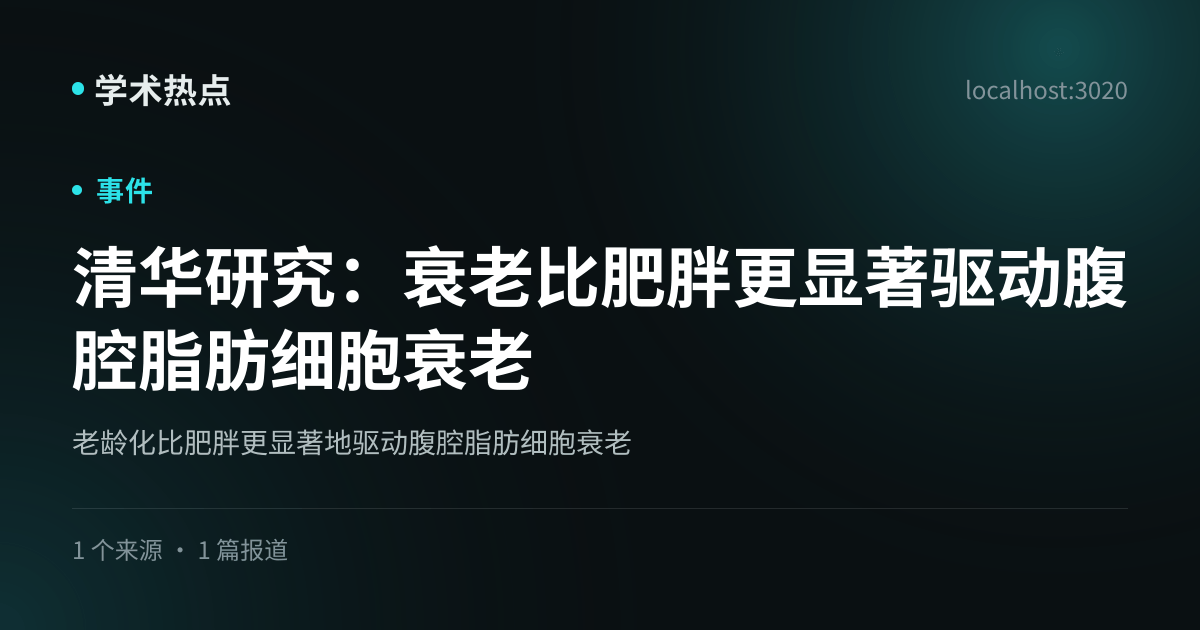 学术热点
localhost:3020
事件
清华研究：衰老比肥胖更显著驱动腹
腔脂肪细胞衰老
老龄化比肥胖更显著地驱动腹腔脂肪细胞衰老
1 个来源 · 1 篇报道